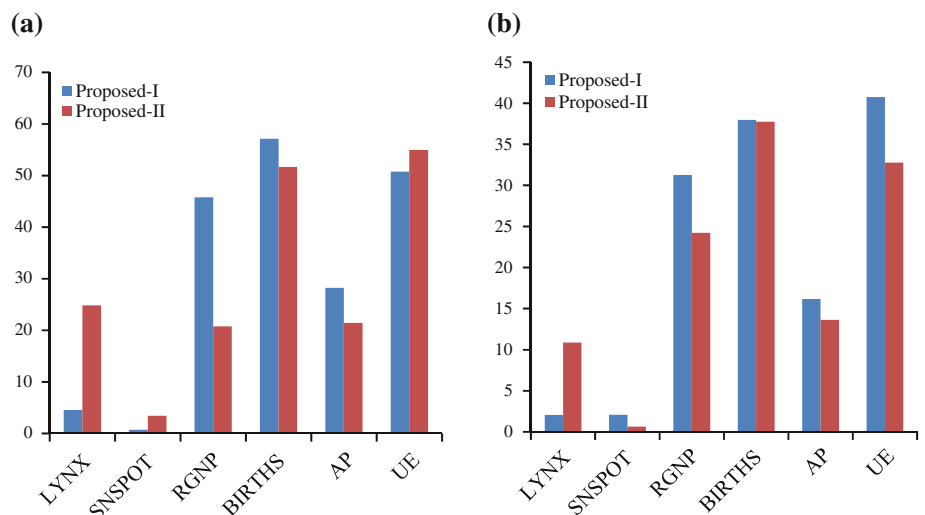 (a)
70
60
50
40
30
20
10
0
Proposed-I
Proposed-II
LYNX
SNSPOT
RGNP
BIRTHS
AP
UE
(b)
45
40
35
30
25
20
15
10
5
0
Proposed-I
Proposed-II
LYNX
SNSPOT
RGNP
BIRTHS
AP
UE